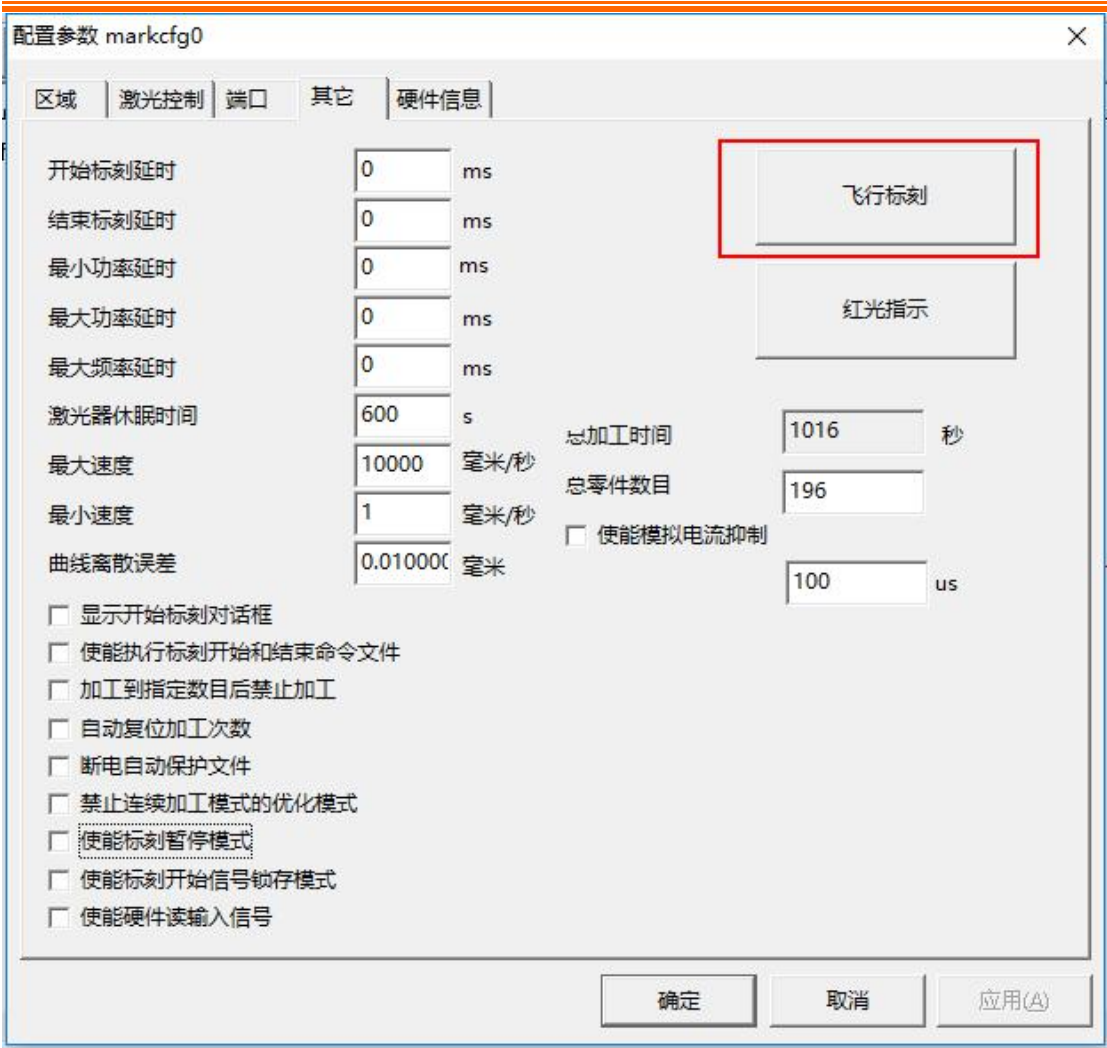 配置参数 markcfg0
区域 激光控制 端口 其它 硬件信息
开始标刻延时 0 ms
结束标刻延时 0 ms
最小功率延时 0 ms
最大功率延时 0 ms
最大频率延时 0 ms
激光器休眠时间 600 s
最大速度 10000 毫米/秒
最小速度 1 毫米/秒
曲线离散误差 0.01000 毫米
飞行标刻
红光指示
总加工时间 1016 秒
总零件数目 196
使能模拟电流抑制
100 us
显示开始标刻对话框
使能执行标刻开始和结束命令文件
加工到指定数目后禁止加工
自动复位加工次数
断电自动保护文件
禁止连续加工模式的优化模式
使能标刻暂停模式
使能标刻开始信号锁存模式
使能硬件读输入信号
确定 取消 应用(A)